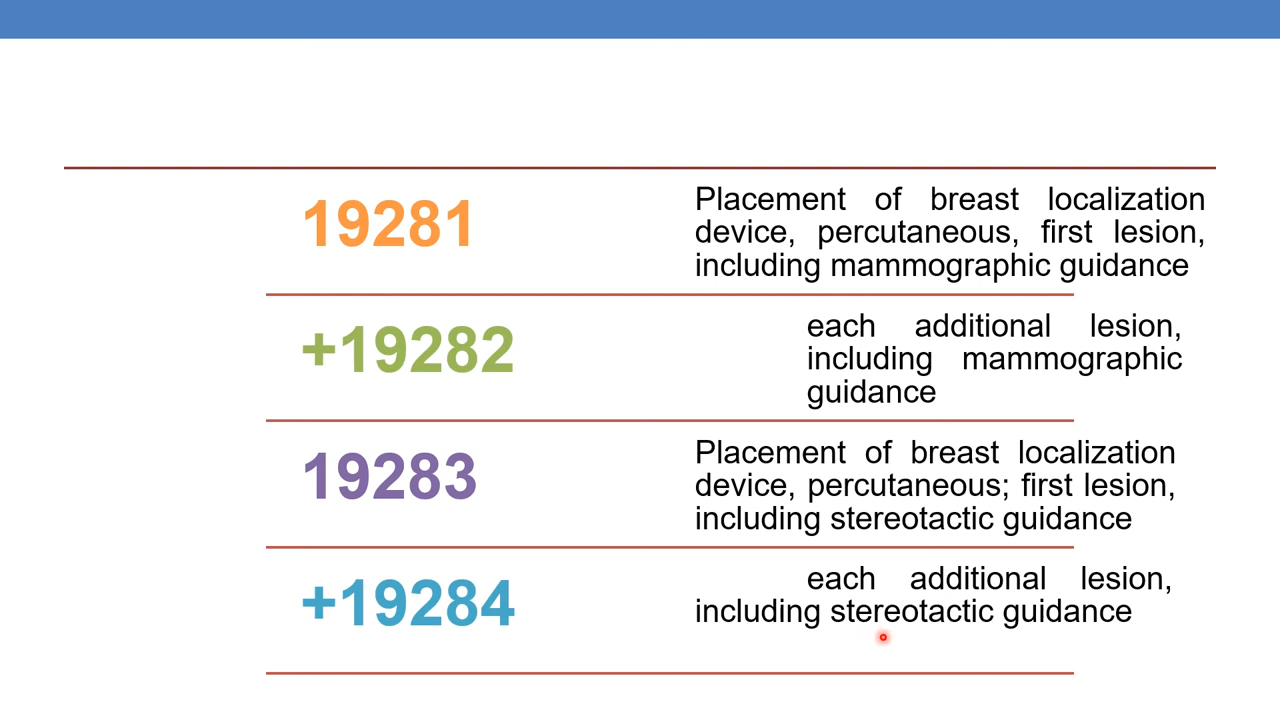 19281
Placement of breast localization
device, percutaneous, first lesion,
including mammographic guidance
+19282
each additional lesion,
including mammographic
guidance
19283
Placement of breast localization
device, percutaneous; first lesion,
including stereotactic guidance
+19284
each additional lesion,
including stereotactic guidance